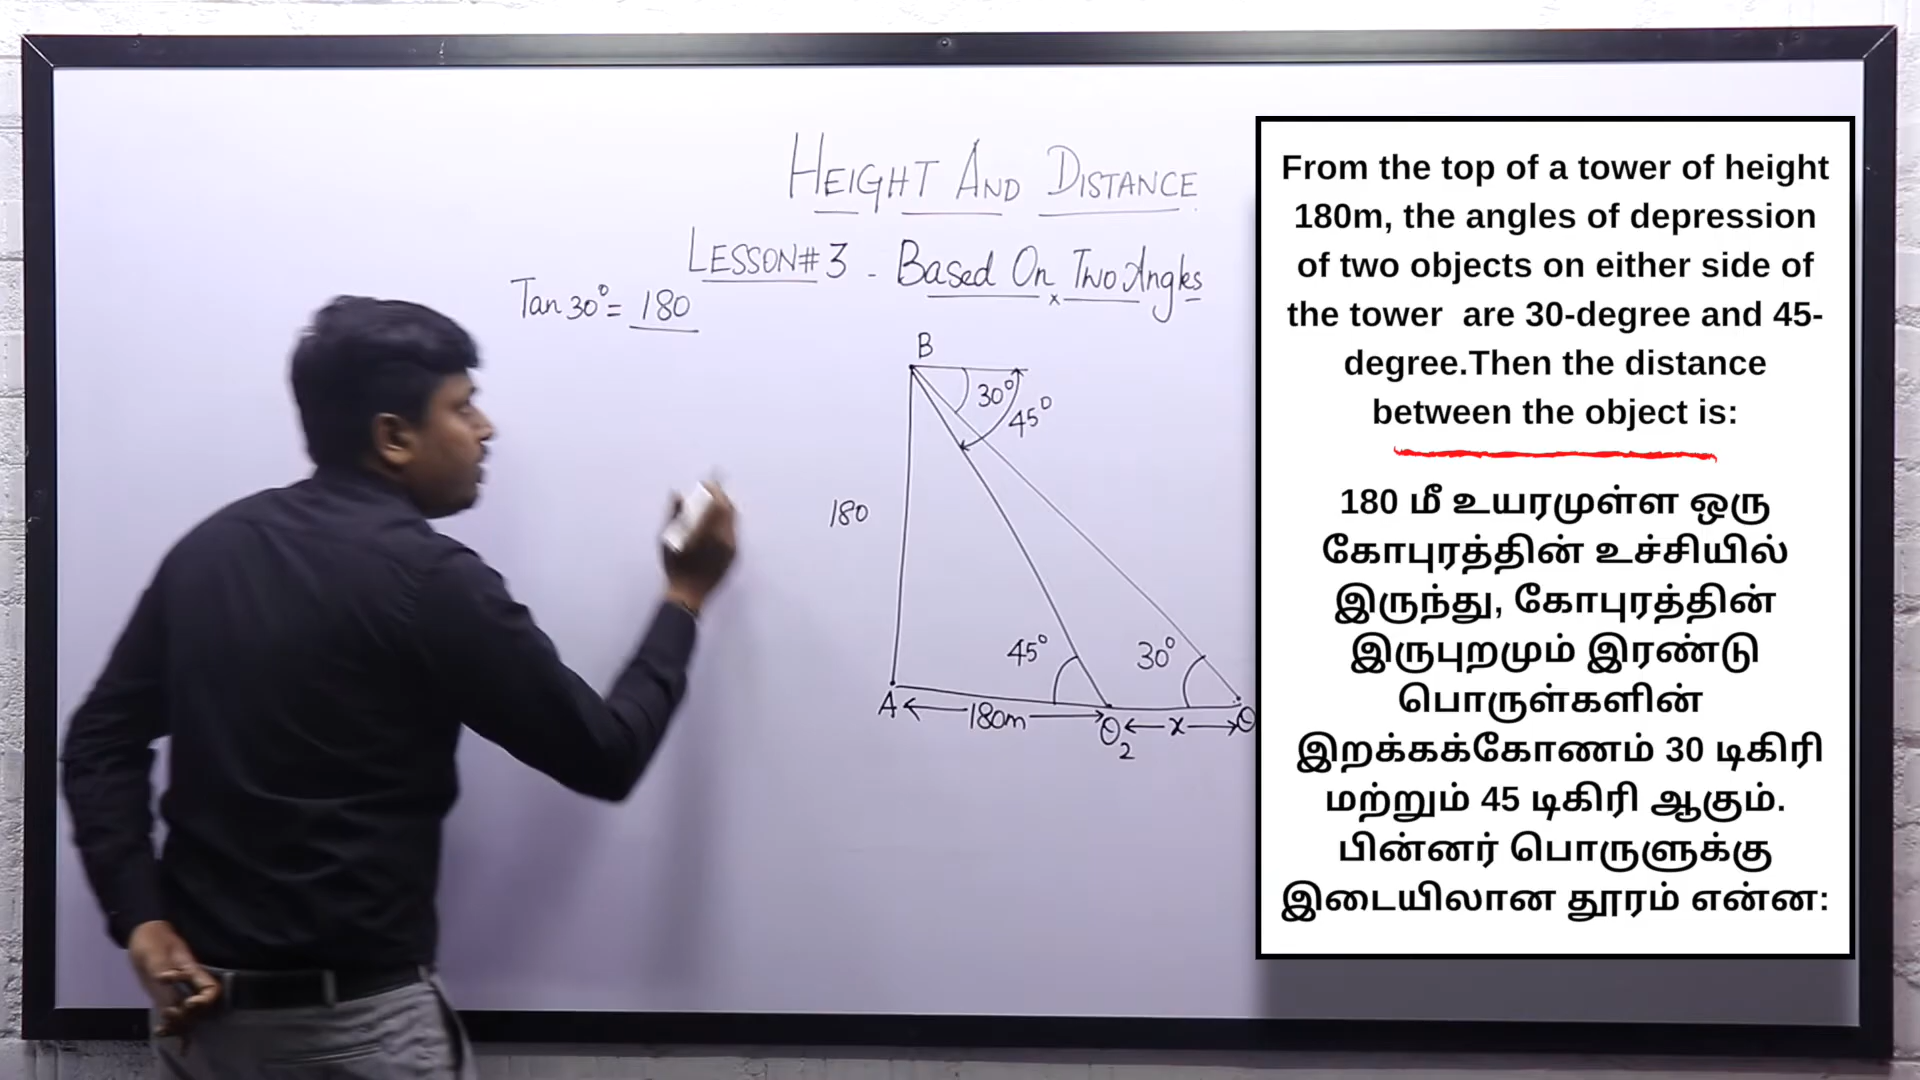 HEIGHT AND DISTANCE
LESSON#3 - Based On Two Angles
Tan 30° = 180
x
B
30°
45°
180
45°
30°
A
180m
O2
x
O
From the top of a tower of height
180m, the angles of depression
of two objects on either side of
the tower are 30-degree and 45-
degree.Then the distance
between the object is:
180 மீ உயரமுள்ள ஒரு
கோபுரத்தின் உச்சியில்
இருந்து, கோபுரத்தின்
இருபுறமும் இரண்டு
பொருள்களின்
இறக்கக்கோணம் 30 டிகிரி
மற்றும் 45 டிகிரி ஆகும்.
பின்னர் பொருளுக்கு
இடையிலான தூரம் என்ன: